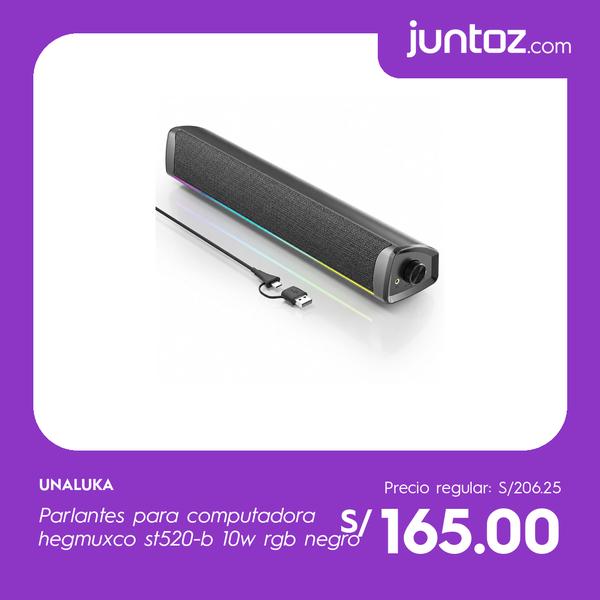 juntoz.com
UNALUKA
Precio regular: S/206.25
Parlantes para computadora
hegmuxco st520-b 10w rgb negro
S/ 165.00